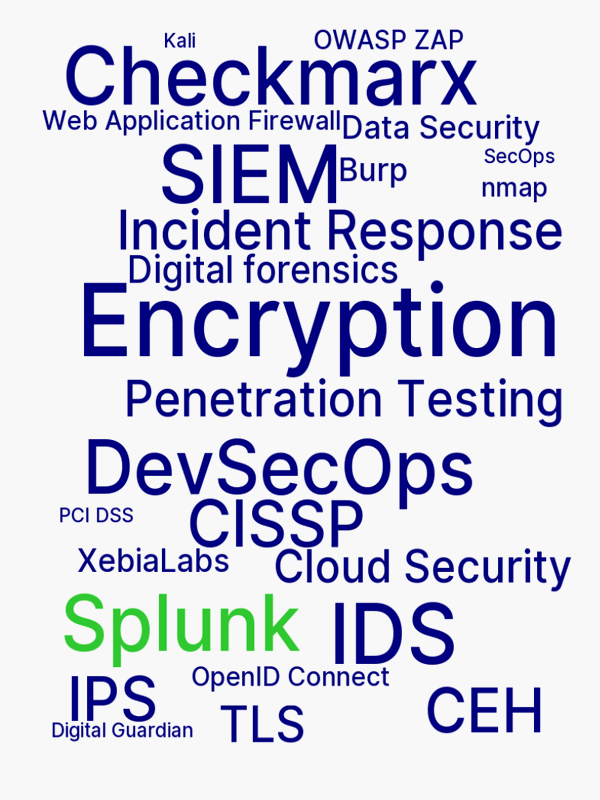 Kali
OWASP ZAP
Checkmarx
Web Application Firewall
Data Security
SIEM
Burp
SecOps
nmap
Incident Response
Digital forensics
Encryption
Penetration Testing
DevSecOps
PCI DSS
CISSP
XebiaLabs
Cloud Security
Splunk
IDS
OpenID Connect
IPS
CEH
Digital Guardian
TLS